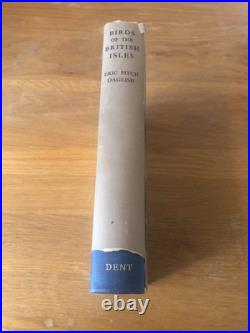 BIRDS
OF THE
BRITISH
ISLES
ERIC FITCH
DAGLISH
DENT